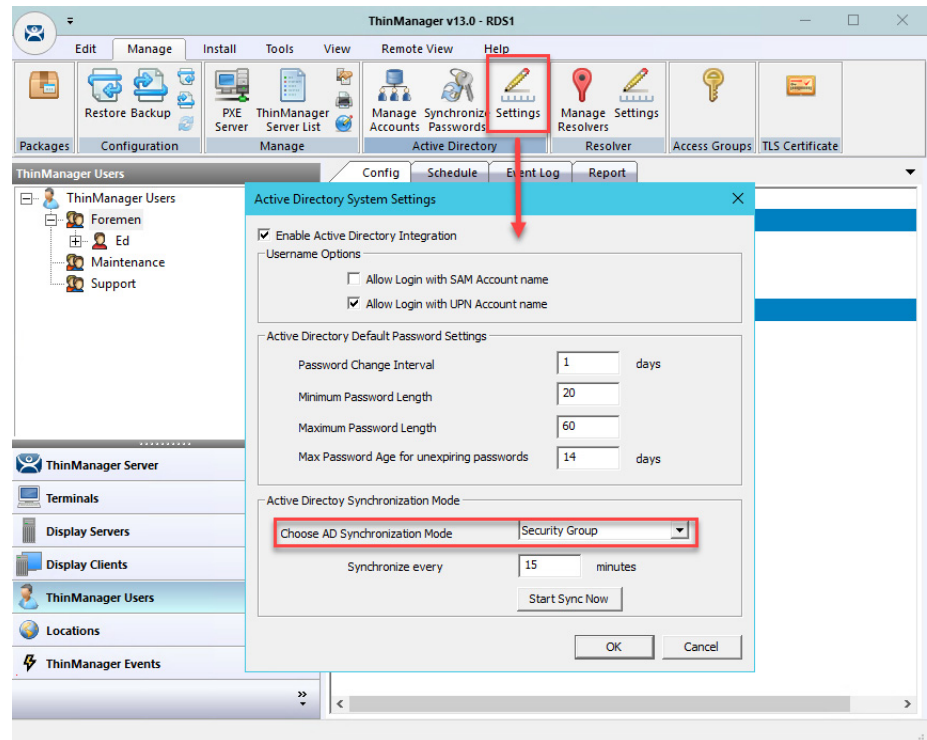 ThinManager v13.0 - RDS1
Edit Manage Install Tools View Remote View Help
Restore Backup
PXE Server
ThinManager Server List
Manage Accounts
Synchronize Passwords
Settings
Manage Resolvers
Settings
Packages Configuration Manage Active Directory Resolver Access Groups TLS Certificate
ThinManager Users
Config Schedule Event Log Report
ThinManager Users
Foremen
Ed
Maintenance
Support
Active Directory System Settings
Enable Active Directory Integration
Username Options
Allow Login with SAM Account name
Allow Login with UPN Account name
Active Directory Default Password Settings
Password Change Interval 1 days
Minimum Password Length 20
Maximum Password Length 60
Max Password Age for unexpiring passwords 14 days
Active Directoy Synchronization Mode
Choose AD Synchronization Mode Security Group
Synchronize every 15 minutes
Start Sync Now
OK Cancel
ThinManager Server
Terminals
Display Servers
Display Clients
ThinManager Users
Locations
ThinManager Events